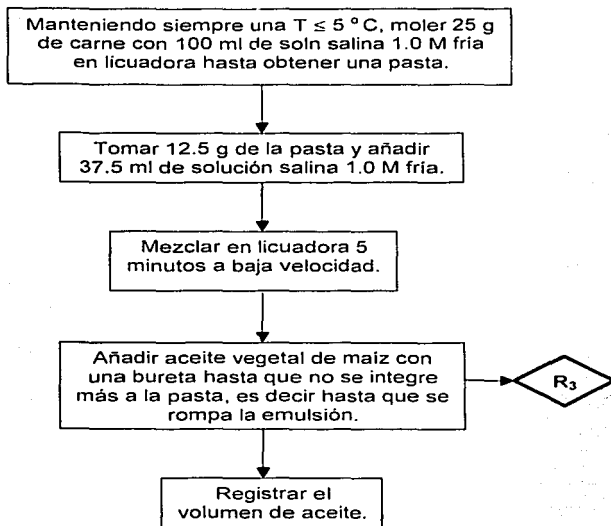 Manteniendo siempre una T ≤ 5 °C, moler 25 g
de carne con 100 ml de soln salina 1.0 M fría
en licuadora hasta obtener una pasta.
Tomar 12.5 g de la pasta y añadir
37.5 ml de solución salina 1.0 M fría.
Mezclar en licuadora 5
minutos a baja velocidad.
Añadir aceite vegetal de maíz con
una bureta hasta que no se integre
más a la pasta, es decir hasta que se
rompa la emulsión.
R₃
Registrar el
volumen de aceite.